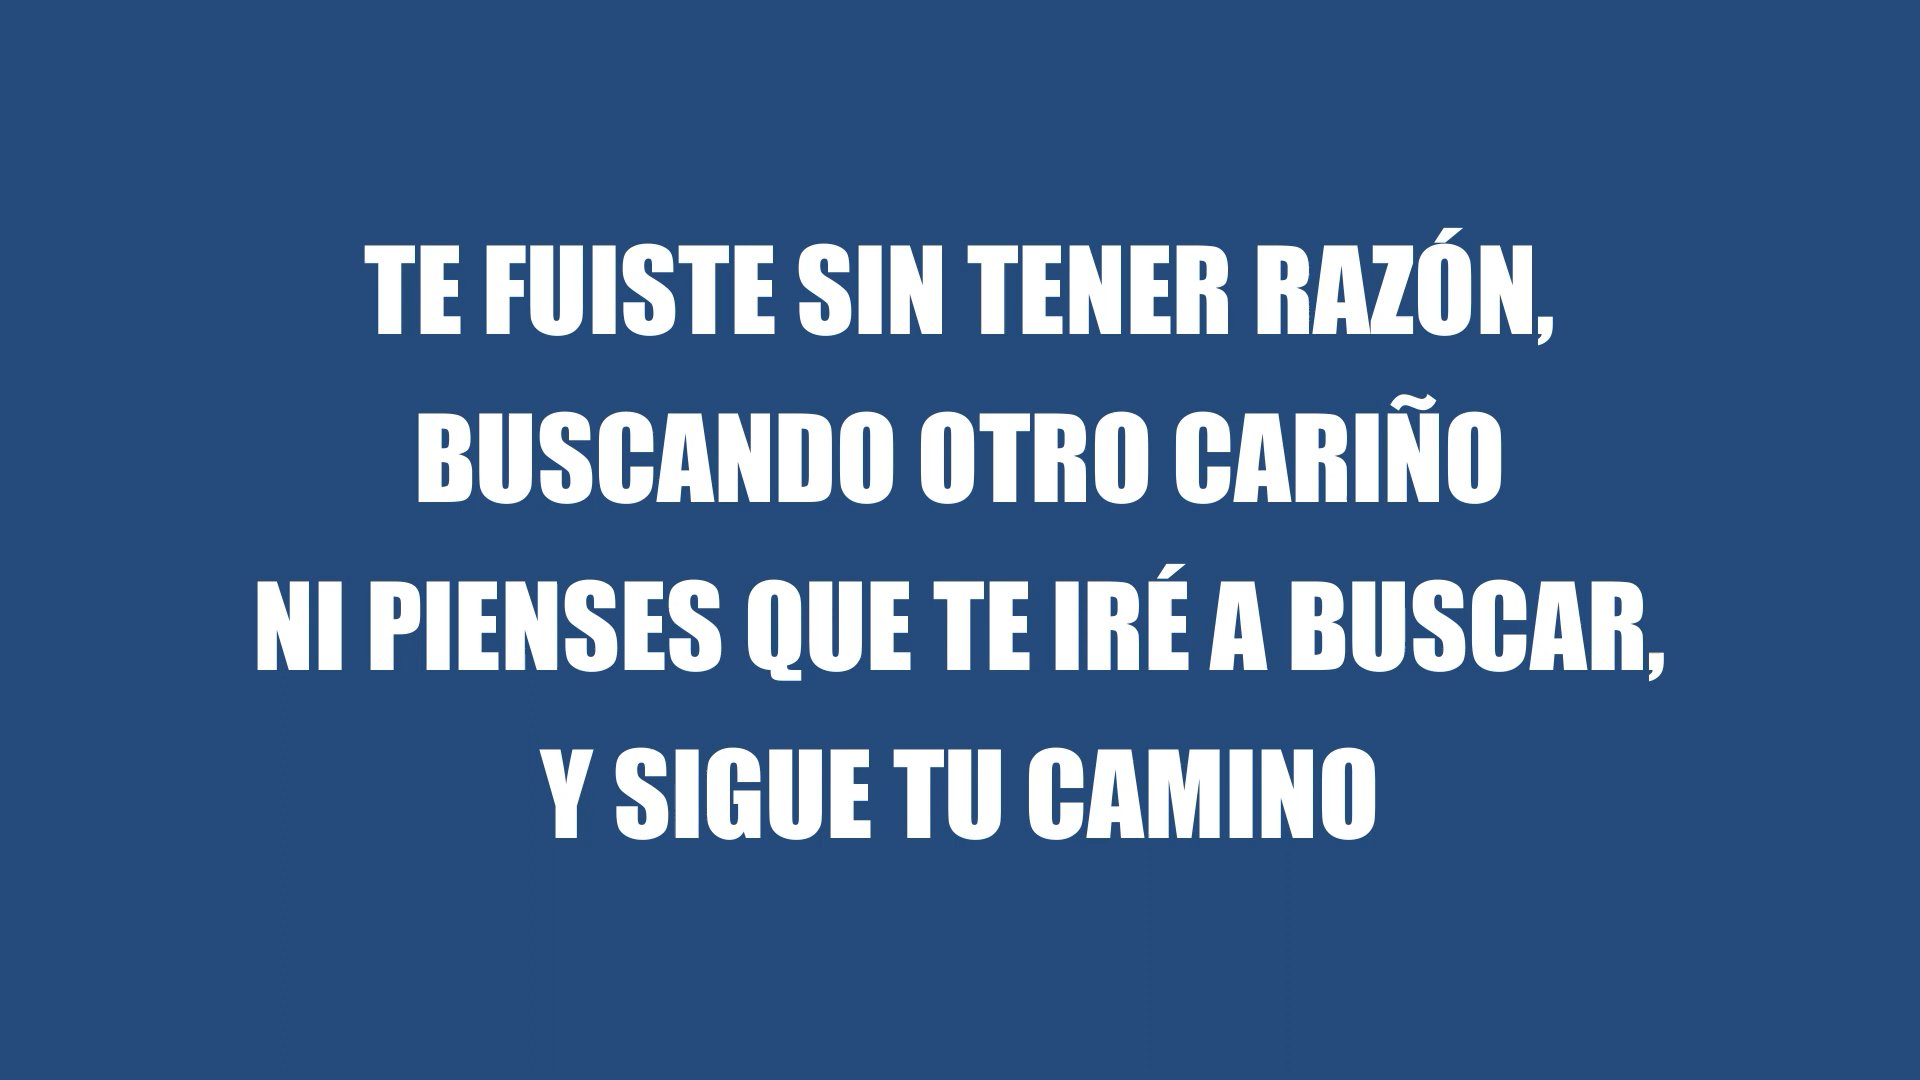 TE FUISTE SIN TENER RAZÓN,
BUSCANDO OTRO CARIÑO
NI PIENSES QUE TE IRÉ A BUSCAR,
Y SIGUE TU CAMINO